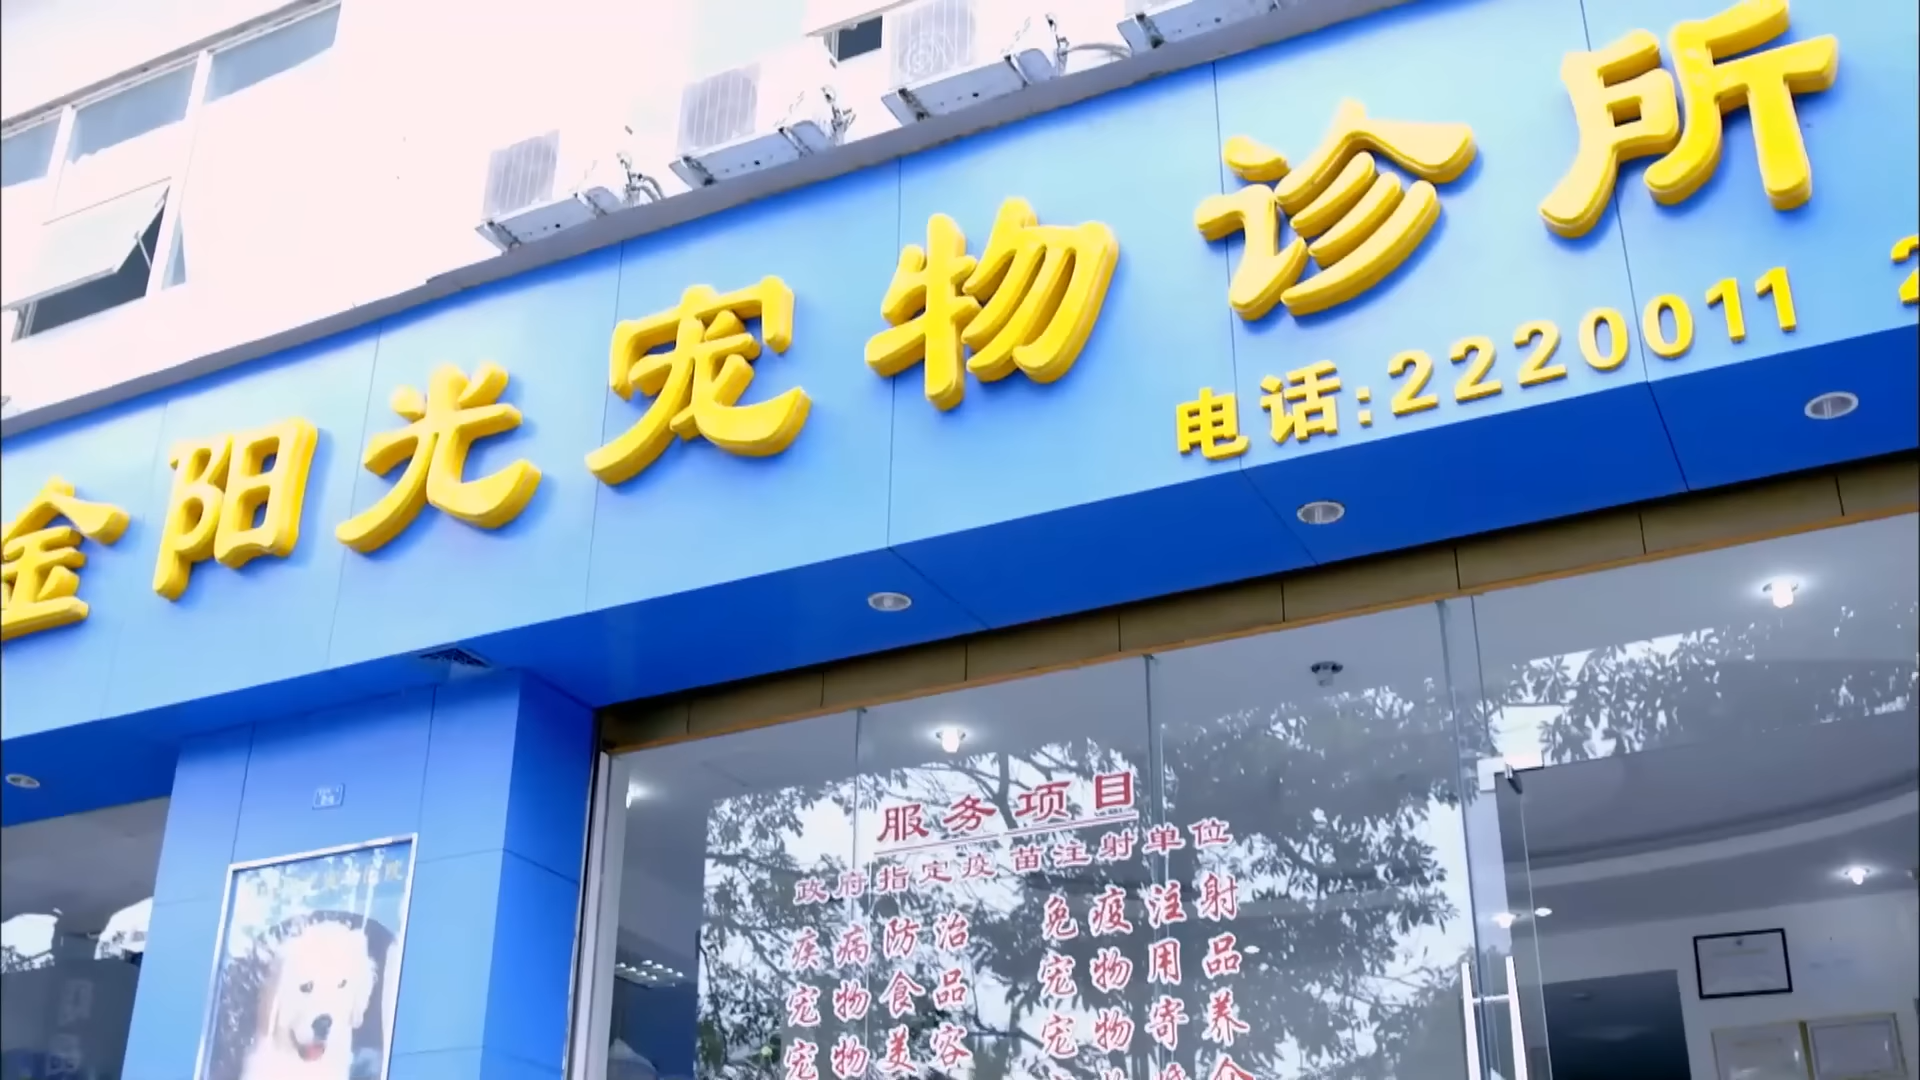 金阳光宠物诊所
电话:2220011
服务项目
政府指定疫苗注射单位
疾病防治 免疫注射
宠物食品 宠物用品
宠物美容 宠物寄养